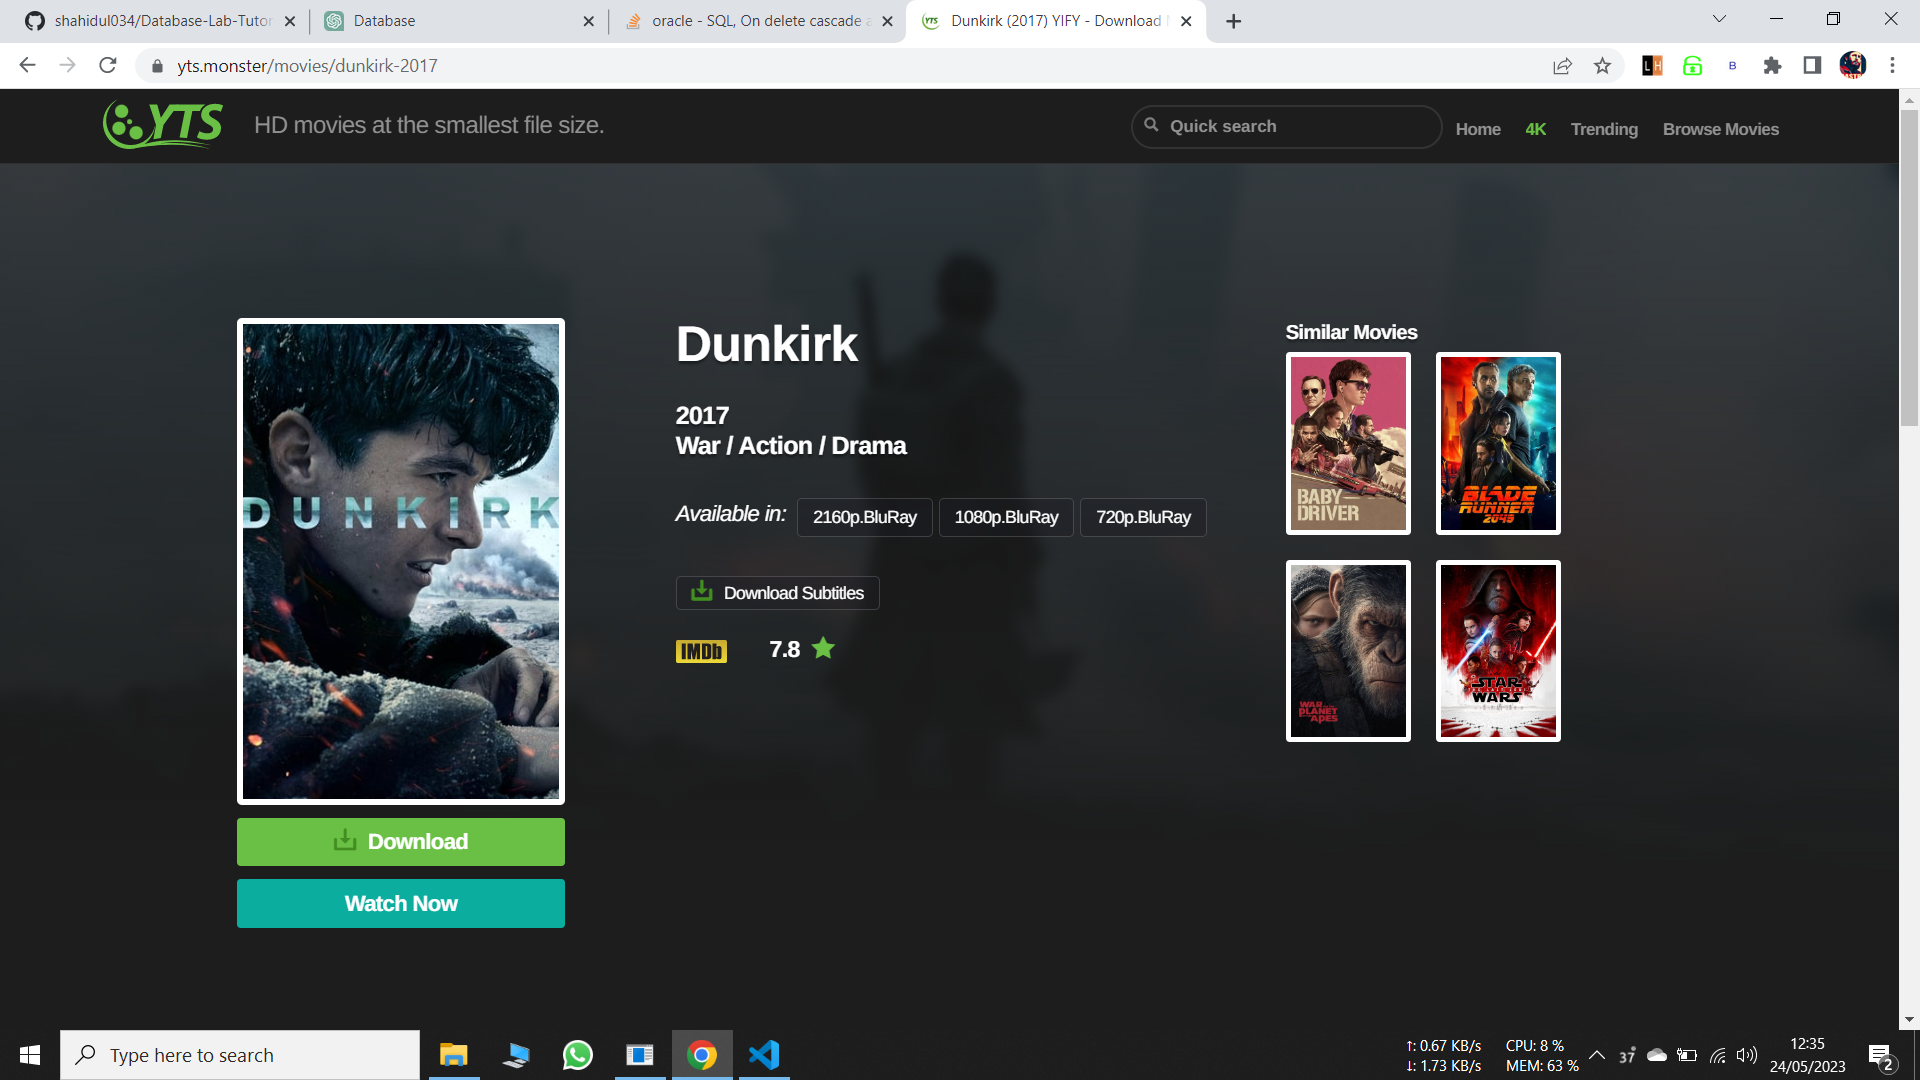 shahidul034/Database-Lab-Tutor
Database
oracle - SQL, On delete cascade a
Dunkirk (2017) YIFY - Download M
yts.monster/movies/dunkirk-2017
LH
B
YTS
HD movies at the smallest file size.
Quick search
Home
4K
Trending
Browse Movies
DUNKIRK
Download
Watch Now
Dunkirk
2017
War / Action / Drama
Available in:
2160p.BluRay
1080p.BluRay
720p.BluRay
Download Subtitles
IMDb
7.8
Similar Movies
BABY
DRIVER
BLADE
RUNNER
2049
WAR
PLANET
APES
STAR
WARS
Type here to search
↑: 0.67 KB/s
↓: 1.73 KB/s
CPU: 8 %
MEM: 63 %
37
12:35
24/05/2023
2